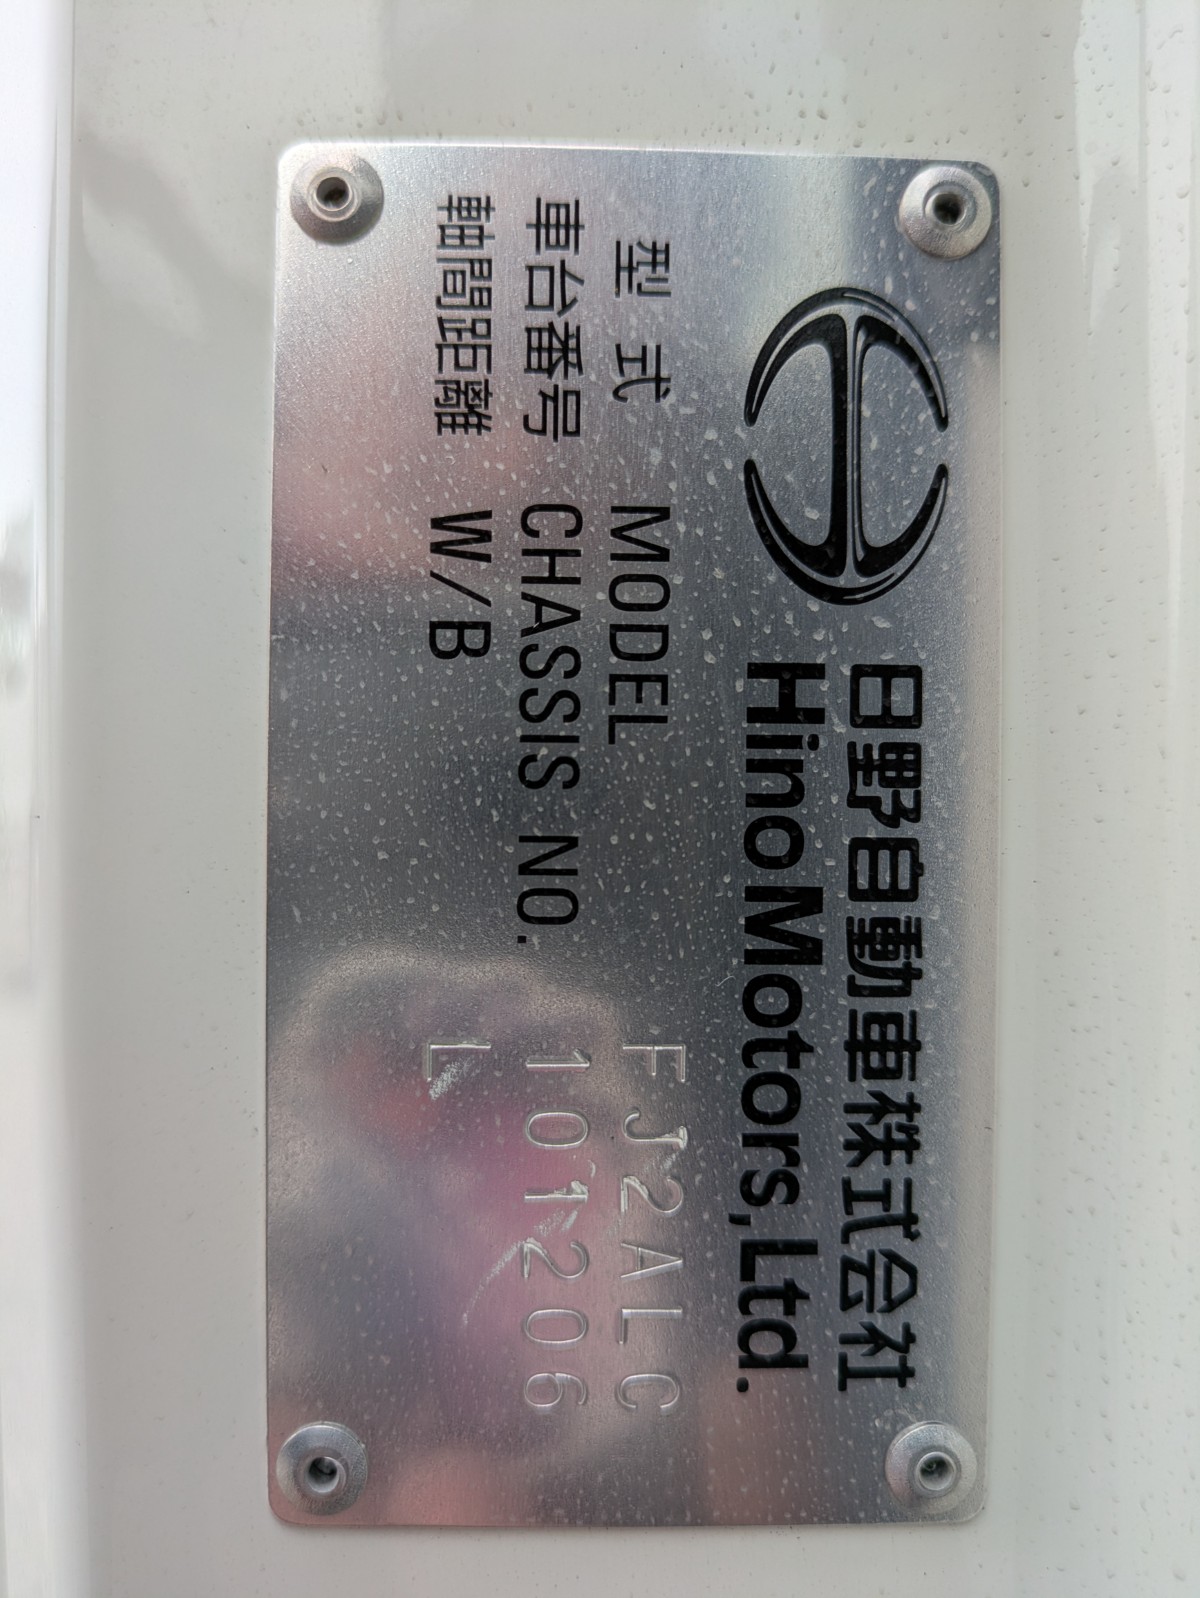 日野自動車株式会社
Hino Motors, Ltd.
型式 MODEL FJ2ALC
車台番号 CHASSIS NO. 101206
軸間距離 W/B L